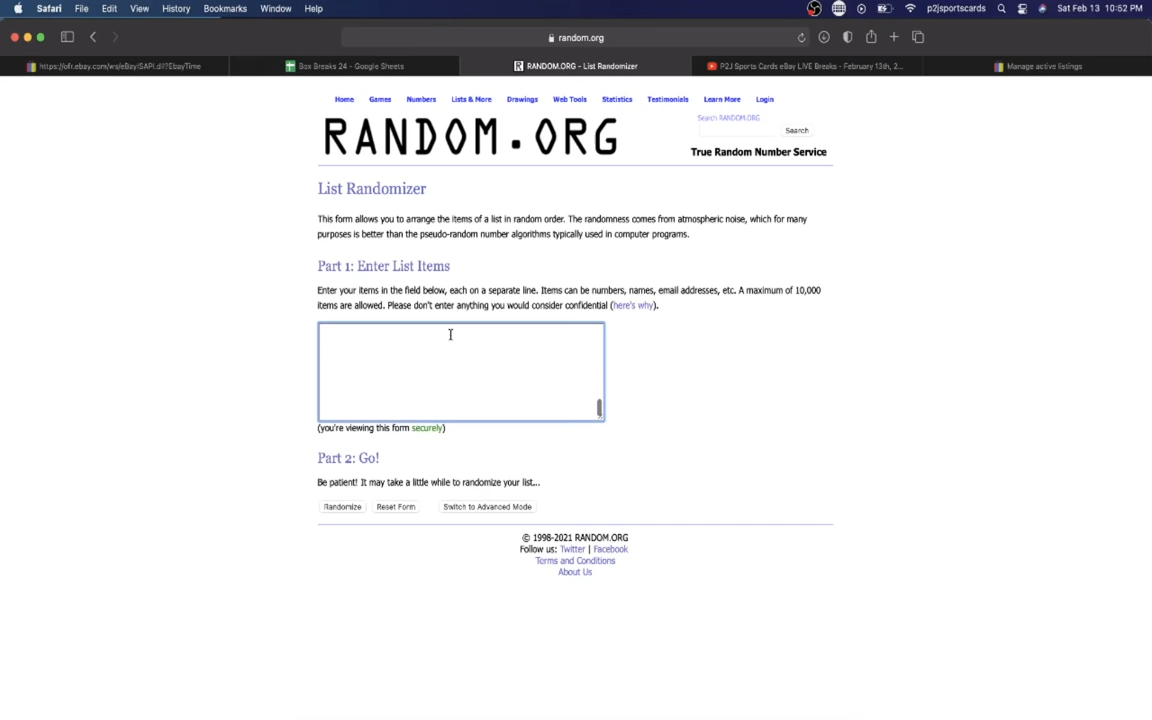 Safari File Edit View History Bookmarks Window Help p2jsportscards Sat Feb 13 10:52 PM
random.org
https://ofr.ebay.com/ws/eBayISAPI.dll?EbayTime
Box Breaks 24 - Google Sheets
RANDOM.ORG - List Randomizer
P2J Sports Cards eBay LIVE Breaks - February 13th, 2...
Manage active listings
Home Games Numbers Lists & More Drawings Web Tools Statistics Testimonials Learn More Login
RANDOM.ORG
Search RANDOM.ORG
Search
True Random Number Service
List Randomizer
This form allows you to arrange the items of a list in random order. The randomness comes from atmospheric noise, which for many
purposes is better than the pseudo-random number algorithms typically used in computer programs.
Part 1: Enter List Items
Enter your items in the field below, each on a separate line. Items can be numbers, names, email addresses, etc. A maximum of 10,000
items are allowed. Please don't enter anything you would consider confidential (here's why).
(you're viewing this form securely)
Part 2: Go!
Be patient! It may take a little while to randomize your list...
Randomize Reset Form Switch to Advanced Mode
© 1998-2021 RANDOM.ORG
Follow us: Twitter | Facebook
Terms and Conditions
About Us